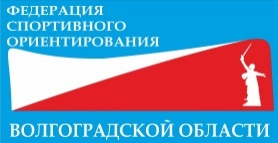 ФЕДЕРАЦИЯ
СПОРТИВНОГО
ОРИЕНТИРОВАНИЯ
ВОЛГОГРАДСКОЙ ОБЛАСТИ